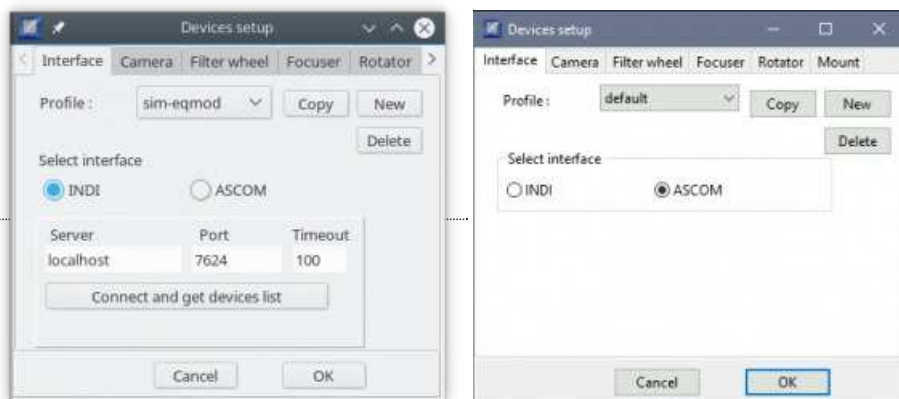 Devices setup
Interface Camera Filter wheel Focuser Rotator
Profile : sim-eqmod Copy New
Delete
Select interface
INDI ASCOM
Server Port Timeout
localhost 7624 100
Connect and get devices list
Cancel OK
Devices setup
Interface Camera Filter wheel Focuser Rotator Mount
Profile : default Copy New
Delete
Select interface
INDI ASCOM
Cancel OK